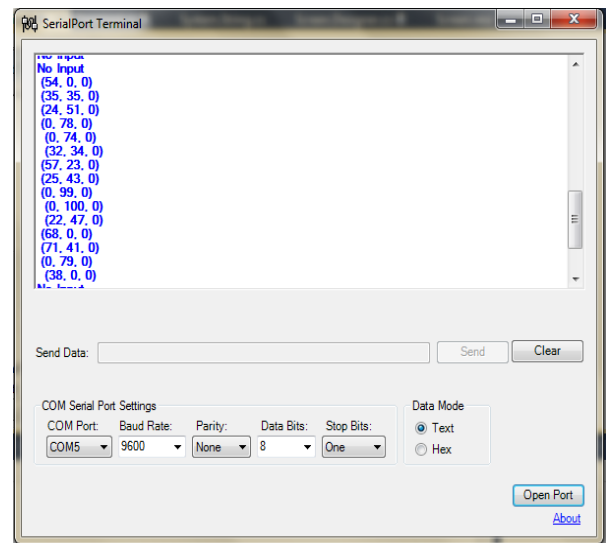 SerialPort Terminal
No Input
No Input
(54, 0, 0)
(35, 35, 0)
(24, 51, 0)
(0, 78, 0)
(0, 74, 0)
(32, 34, 0)
(57, 23, 0)
(25, 43, 0)
(0, 99, 0)
(0, 100, 0)
(22, 47, 0)
(68, 0, 0)
(71, 41, 0)
(0, 79, 0)
(38, 0, 0)
No Input
Send Data: Send Clear
COM Serial Port Settings Data Mode
COM Port: Baud Rate: Parity: Data Bits: Stop Bits: Text
COM5 9600 None 8 One Hex
Open Port
About